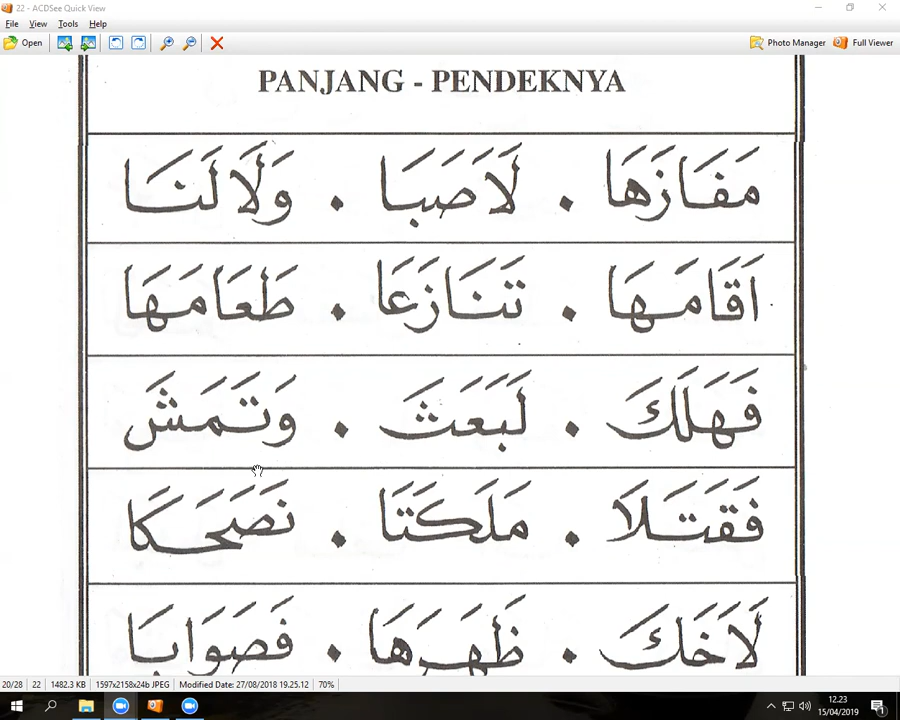 22 - ACDSee Quick View
File View Tools Help
Open Photo Manager Full Viewer
PANJANG - PENDEKNYA
مَفَازَهَا . لَاَصَبَا . وَلَالَنَا
اَقَامَهَا . تَنَازَعَا . طَعَامَهَا
فَهَلَكَ . لَبَعَثَ . وَتَمَشَ
فَقَتَلَا . مَلَكَتَا . نَصَحَكَا
لَاَخَكَ . ظَهَرَهَا . فَصَوَابَا
20/28 22 1482.3 KB 1597x2158x24b JPEG Modified Date: 27/08/2018 19.25.12 70%
12.23
15/04/2019
1